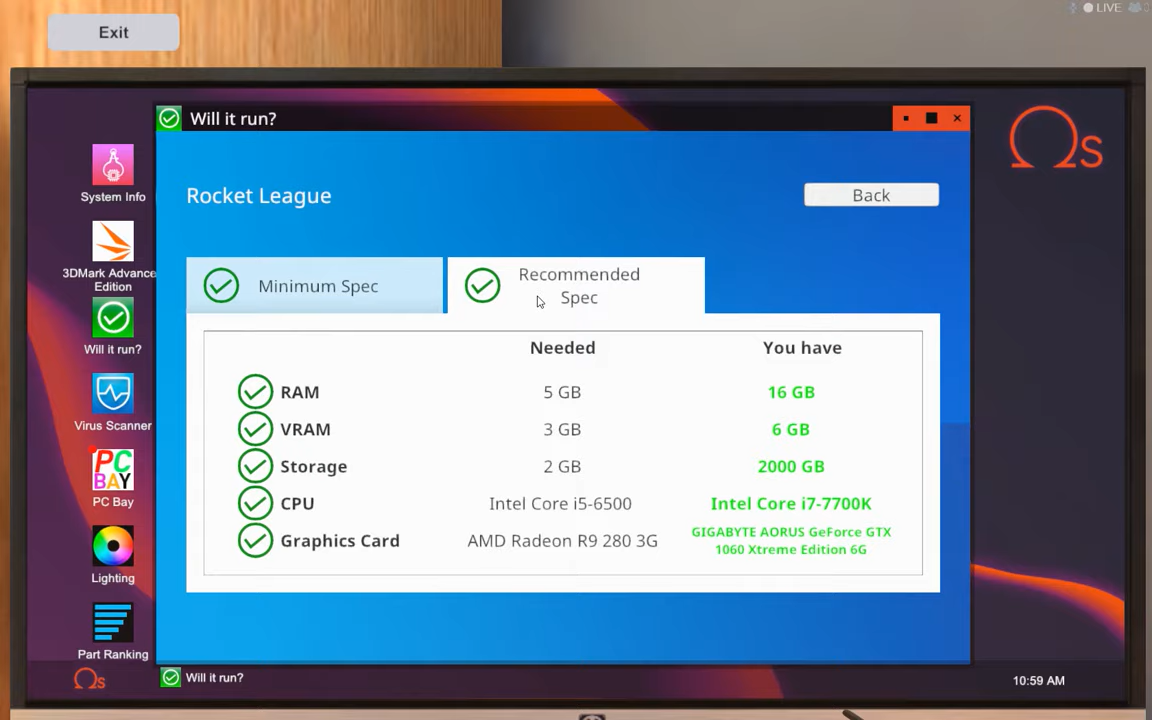 Exit
LIVE
Will it run?
Ωs
System Info
Rocket League
Back
3DMark Advance
Edition
Minimum Spec
Recommended
Spec
Will it run?
Needed
You have
RAM
5 GB
16 GB
Virus Scanner
VRAM
3 GB
6 GB
Storage
2 GB
2000 GB
PC
BAY
PC Bay
CPU
Intel Core i5-6500
Intel Core i7-7700K
Graphics Card
AMD Radeon R9 280 3G
GIGABYTE AORUS GeForce GTX
1060 Xtreme Edition 6G
Lighting
Part Ranking
Ωs
Will it run?
10:59 AM